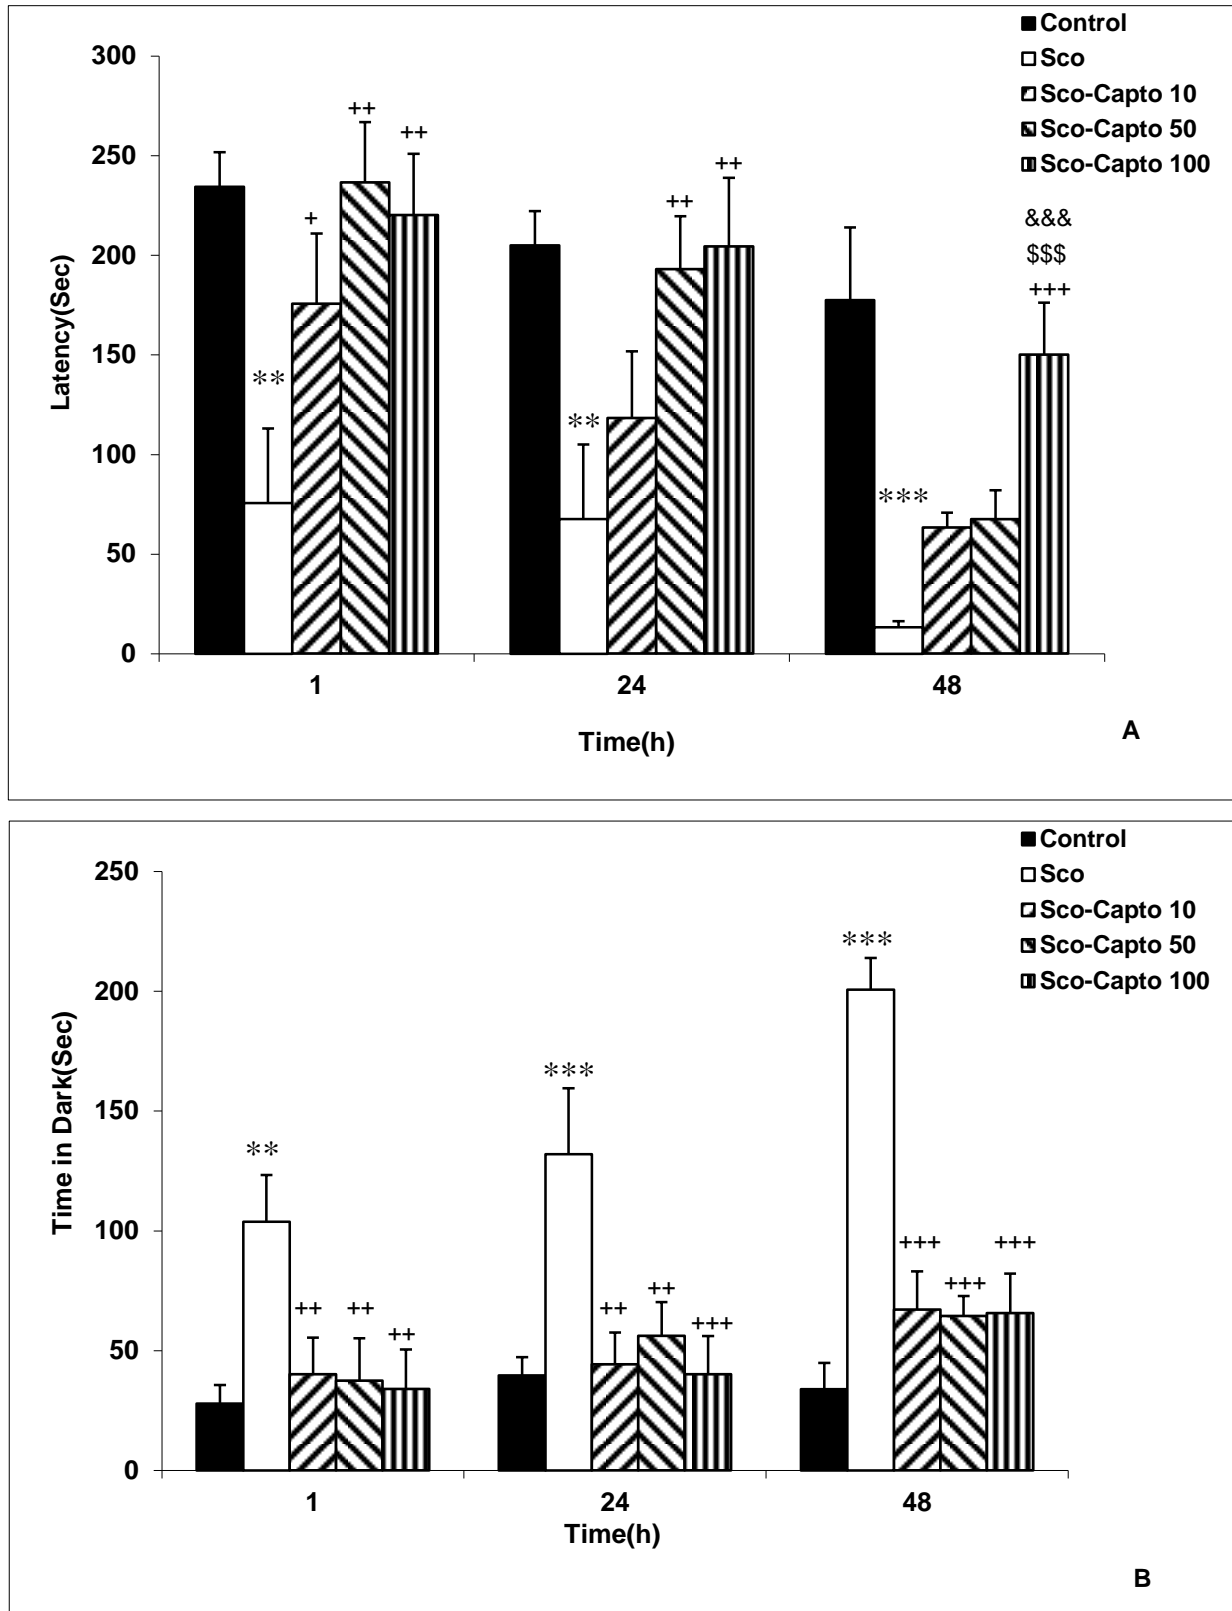 Control
Sco
Sco-Capto 10
Sco-Capto 50
Sco-Capto 100
300
250
200
150
100
50
0
Latency(Sec)
**
+
++
++
**
++
++
***
&&&
$$$
+++
1 24 48
Time(h)
A
Control
Sco
Sco-Capto 10
Sco-Capto 50
Sco-Capto 100
250
200
150
100
50
0
Time in Dark(Sec)
**
++
++
++
***
++
++
+++
***
+++
+++
+++
1 24 48
Time(h)
B